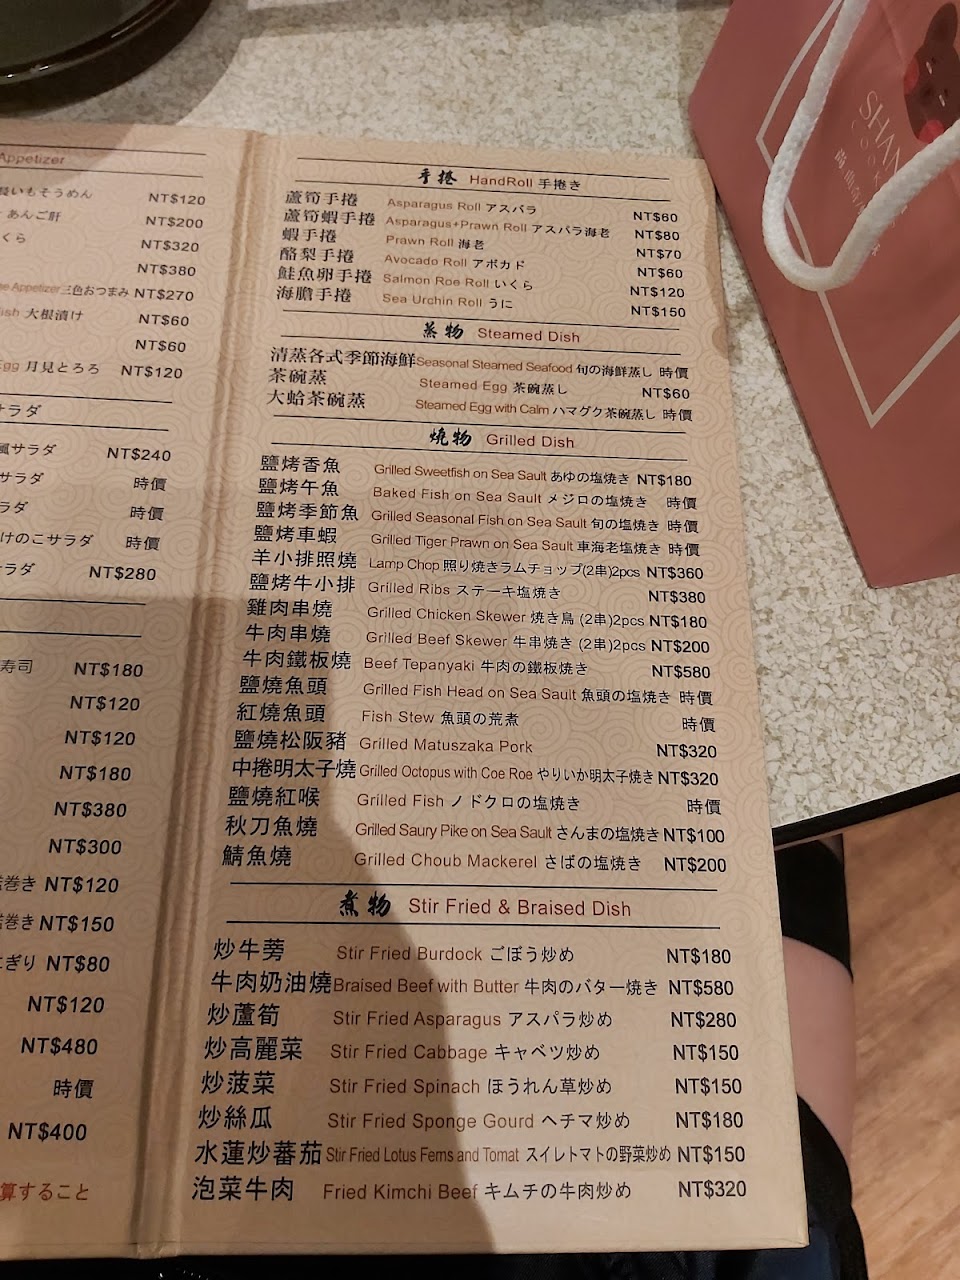 Appetizer
いもそうめん NT$120
あんご肝 NT$200
くら NT$320
NT$380
Appetizer三色おつまみ NT$270
大根漬け NT$60
NT$60
Egg 月見とろろ NT$120
サラダ
風サラダ NT$240
サラダ 時價
ラダ 時價
けのこサラダ 時價
ラダ NT$280
寿司 NT$180
NT$120
NT$120
NT$180
NT$380
NT$300
巻き NT$120
巻き NT$150
ぎり NT$80
NT$120
NT$480
時價
NT$400
算すること
手捲 HandRoll 手捲き
蘆筍手捲 Asparagus Roll アスバラ NT$60
蘆筍蝦手捲 Asparagus+Prawn Roll アスバラ海老 NT$80
蝦手捲 Prawn Roll 海老 NT$70
酪梨手捲 Avocado Roll アボカド NT$60
鮭魚卵手捲 Salmon Roe Roll いくら NT$120
海膽手捲 Sea Urchin Roll うに NT$150
蒸物 Steamed Dish
清蒸各式季節海鮮 Seasonal Steamed Seafood 旬の海鮮蒸し 時價
茶碗蒸 Steamed Egg 茶碗蒸し NT$60
大蛤茶碗蒸 Steamed Egg with Calm ハマグク茶碗蒸し 時價
燒物 Grilled Dish
鹽烤香魚 Grilled Sweetfish on Sea Sault あゆの塩焼き NT$180
鹽烤午魚 Baked Fish on Sea Sault メジロの塩焼き 時價
鹽烤季節魚 Grilled Seasonal Fish on Sea Sault 旬の塩焼き 時價
鹽烤車蝦 Grilled Tiger Prawn on Sea Sault 車海老塩焼き 時價
羊小排照燒 Lamp Chop 照り焼きラムチョップ(2串)2pcs NT$360
鹽烤牛小排 Grilled Ribs ステーキ塩焼き NT$380
雞肉串燒 Grilled Chicken Skewer 焼き鳥 (2串)2pcs NT$180
牛肉串燒 Grilled Beef Skewer 牛串焼き (2串)2pcs NT$200
牛肉鐵板燒 Beef Tepanyaki 牛肉の鐵板焼き NT$580
鹽燒魚頭 Grilled Fish Head on Sea Sault 魚頭の塩焼き 時價
紅燒魚頭 Fish Stew 魚頭の荒煮 時價
鹽燒松阪豬 Grilled Matuszaka Pork NT$320
中捲明太子燒 Grilled Octopus with Coe Roe やりいか明太子焼き NT$320
鹽燒紅喉 Grilled Fish ノドクロの塩焼き 時價
秋刀魚燒 Grilled Saury Pike on Sea Sault さんまの塩焼き NT$100
鯖魚燒 Grilled Choub Mackerel さばの塩焼き NT$200
煮物 Stir Fried & Braised Dish
炒牛蒡 Stir Fried Burdock ごぼう炒め NT$180
牛肉奶油燒 Braised Beef with Butter 牛肉のバター焼き NT$580
炒蘆筍 Stir Fried Asparagus アスパラ炒め NT$280
炒高麗菜 Stir Fried Cabbage キャベツ炒め NT$150
炒菠菜 Stir Fried Spinach ほうれん草炒め NT$150
炒絲瓜 Stir Fried Sponge Gourd ヘチマ炒め NT$180
水蓮炒蕃茄 Stir Fried Lotus Ferns and Tomat スイレトマトの野菜炒め NT$150
泡菜牛肉 Fried Kimchi Beef キムチの牛肉炒め NT$320
SHAN
COOK